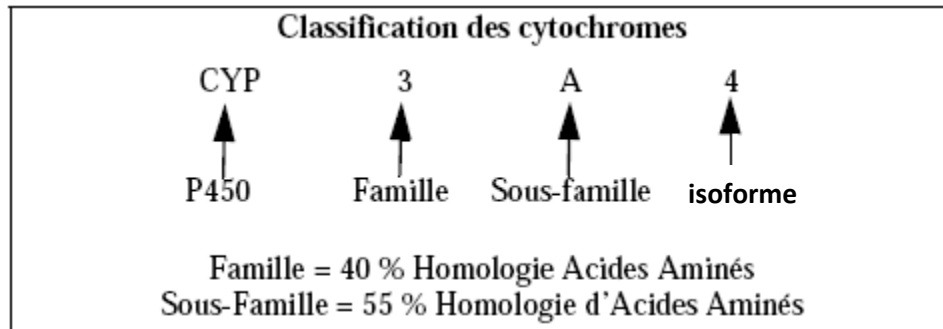 Classification des cytochromes
CYP 3 A 4
P450 Famille Sous-famille isoforme
Famille = 40 % Homologie Acides Aminés
Sous-Famille = 55 % Homologie d'Acides Aminés